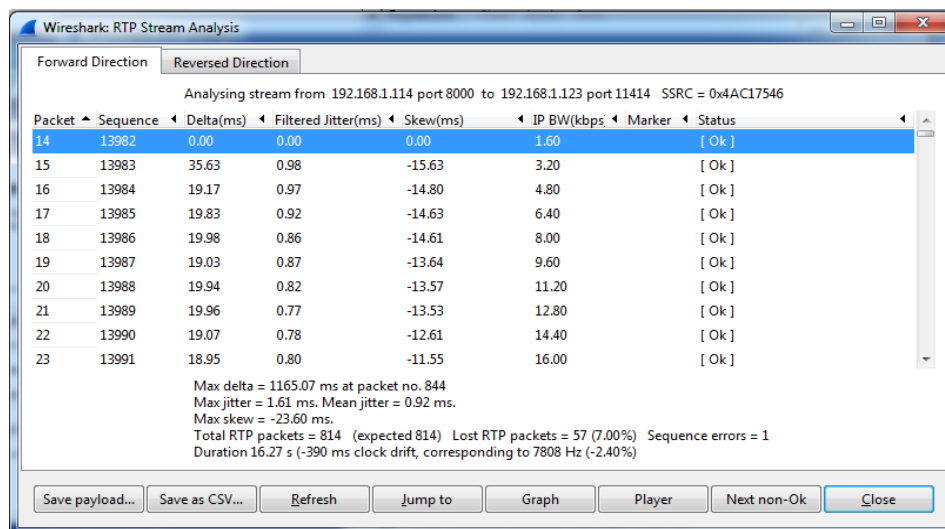 Wireshark: RTP Stream Analysis
Forward Direction Reversed Direction
Analysing stream from 192.168.1.114 port 8000 to 192.168.1.123 port 11414 SSRC = 0x4AC17546
Packet Sequence Delta(ms) Filtered Jitter(ms) Skew(ms) IP BW(kbps Marker Status
14 13982 0.00 0.00 0.00 1.60 [ Ok ]
15 13983 35.63 0.98 -15.63 3.20 [ Ok ]
16 13984 19.17 0.97 -14.80 4.80 [ Ok ]
17 13985 19.83 0.92 -14.63 6.40 [ Ok ]
18 13986 19.98 0.86 -14.61 8.00 [ Ok ]
19 13987 19.03 0.87 -13.64 9.60 [ Ok ]
20 13988 19.94 0.82 -13.57 11.20 [ Ok ]
21 13989 19.96 0.77 -13.53 12.80 [ Ok ]
22 13990 19.07 0.78 -12.61 14.40 [ Ok ]
23 13991 18.95 0.80 -11.55 16.00 [ Ok ]
Max delta = 1165.07 ms at packet no. 844
Max jitter = 1.61 ms. Mean jitter = 0.92 ms.
Max skew = -23.60 ms.
Total RTP packets = 814 (expected 814) Lost RTP packets = 57 (7.00%) Sequence errors = 1
Duration 16.27 s (-390 ms clock drift, corresponding to 7808 Hz (-2.40%)
Save payload... Save as CSV... Refresh Jump to Graph Player Next non-Ok Close